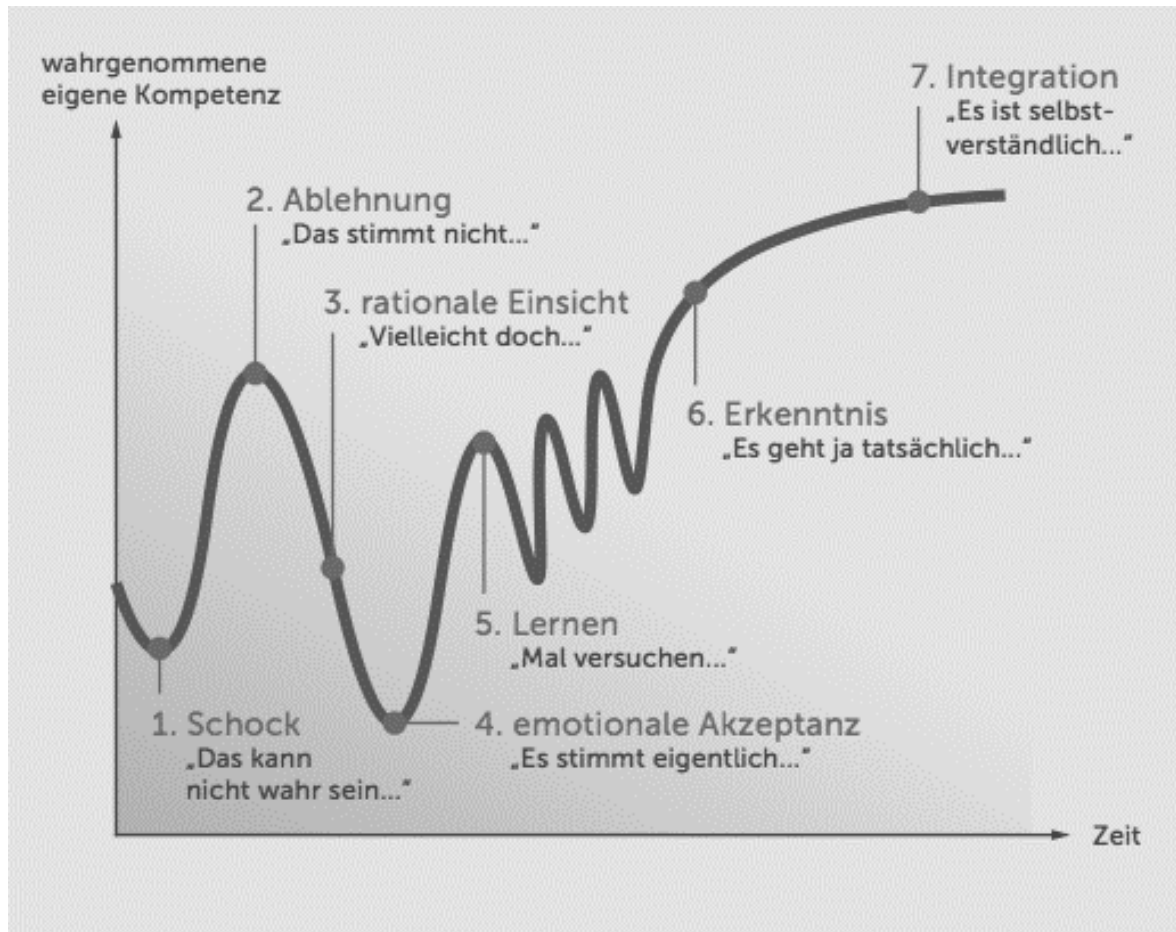 wahrgenommene
eigene Kompetenz
7. Integration
„Es ist selbst-
verständlich...“
2. Ablehnung
„Das stimmt nicht...“
3. rationale Einsicht
„Vielleicht doch...“
6. Erkenntnis
„Es geht ja tatsächlich...“
5. Lernen
„Mal versuchen...“
1. Schock
„Das kann
nicht wahr sein...“
4. emotionale Akzeptanz
„Es stimmt eigentlich...“
Zeit